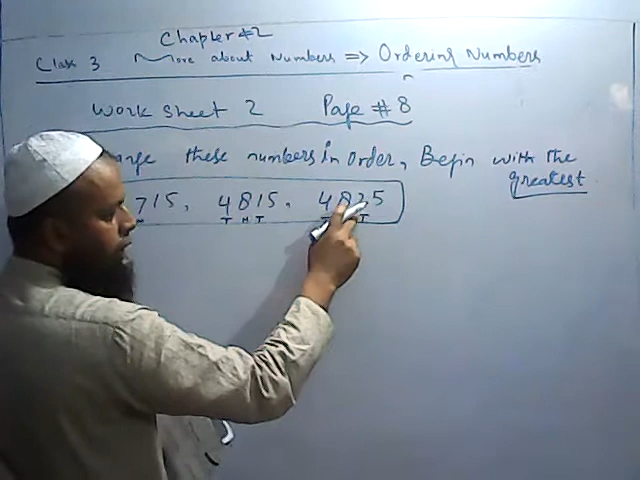 Chapter #2
Class 3 More about Numbers => Ordering Numbers
Work Sheet 2 Page # 8
these numbers in order, Begin with the
greatest
715, 4815, 4825
T H T T